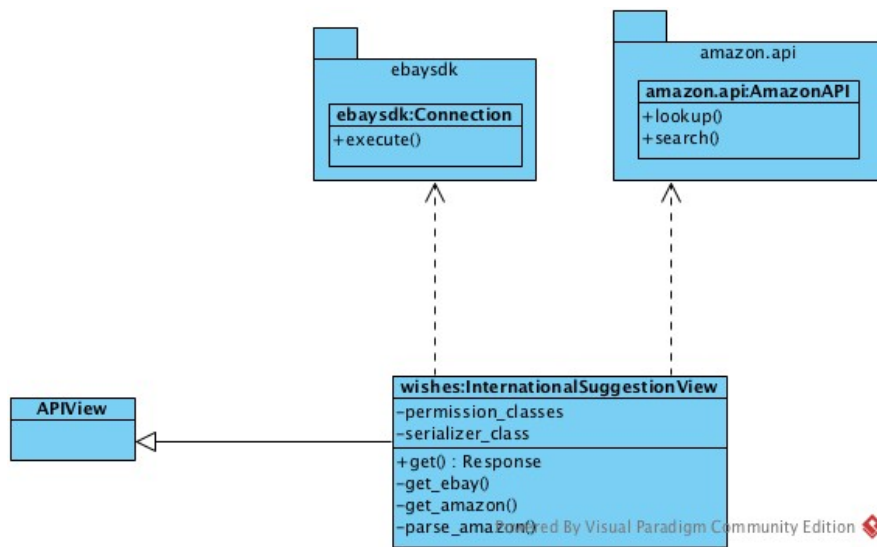 ebaysdk
ebaysdk:Connection
+execute()
amazon.api
amazon.api:AmazonAPI
+lookup()
+search()
APIView
wishes:InternationalSuggestionView
-permission_classes
-serializer_class
+get() : Response
-get_ebay()
-get_amazon()
-parse_amazon()
Powered By Visual Paradigm Community Edition